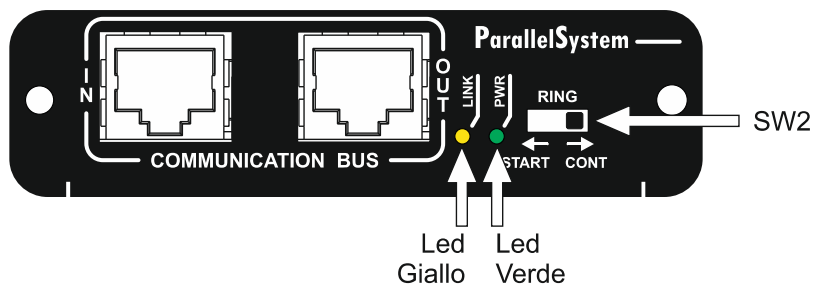 ParallelSystem
IN
OUT
LINK
PWR
RING
SW2
START CONT
COMMUNICATION BUS
Led
Giallo
Led
Verde